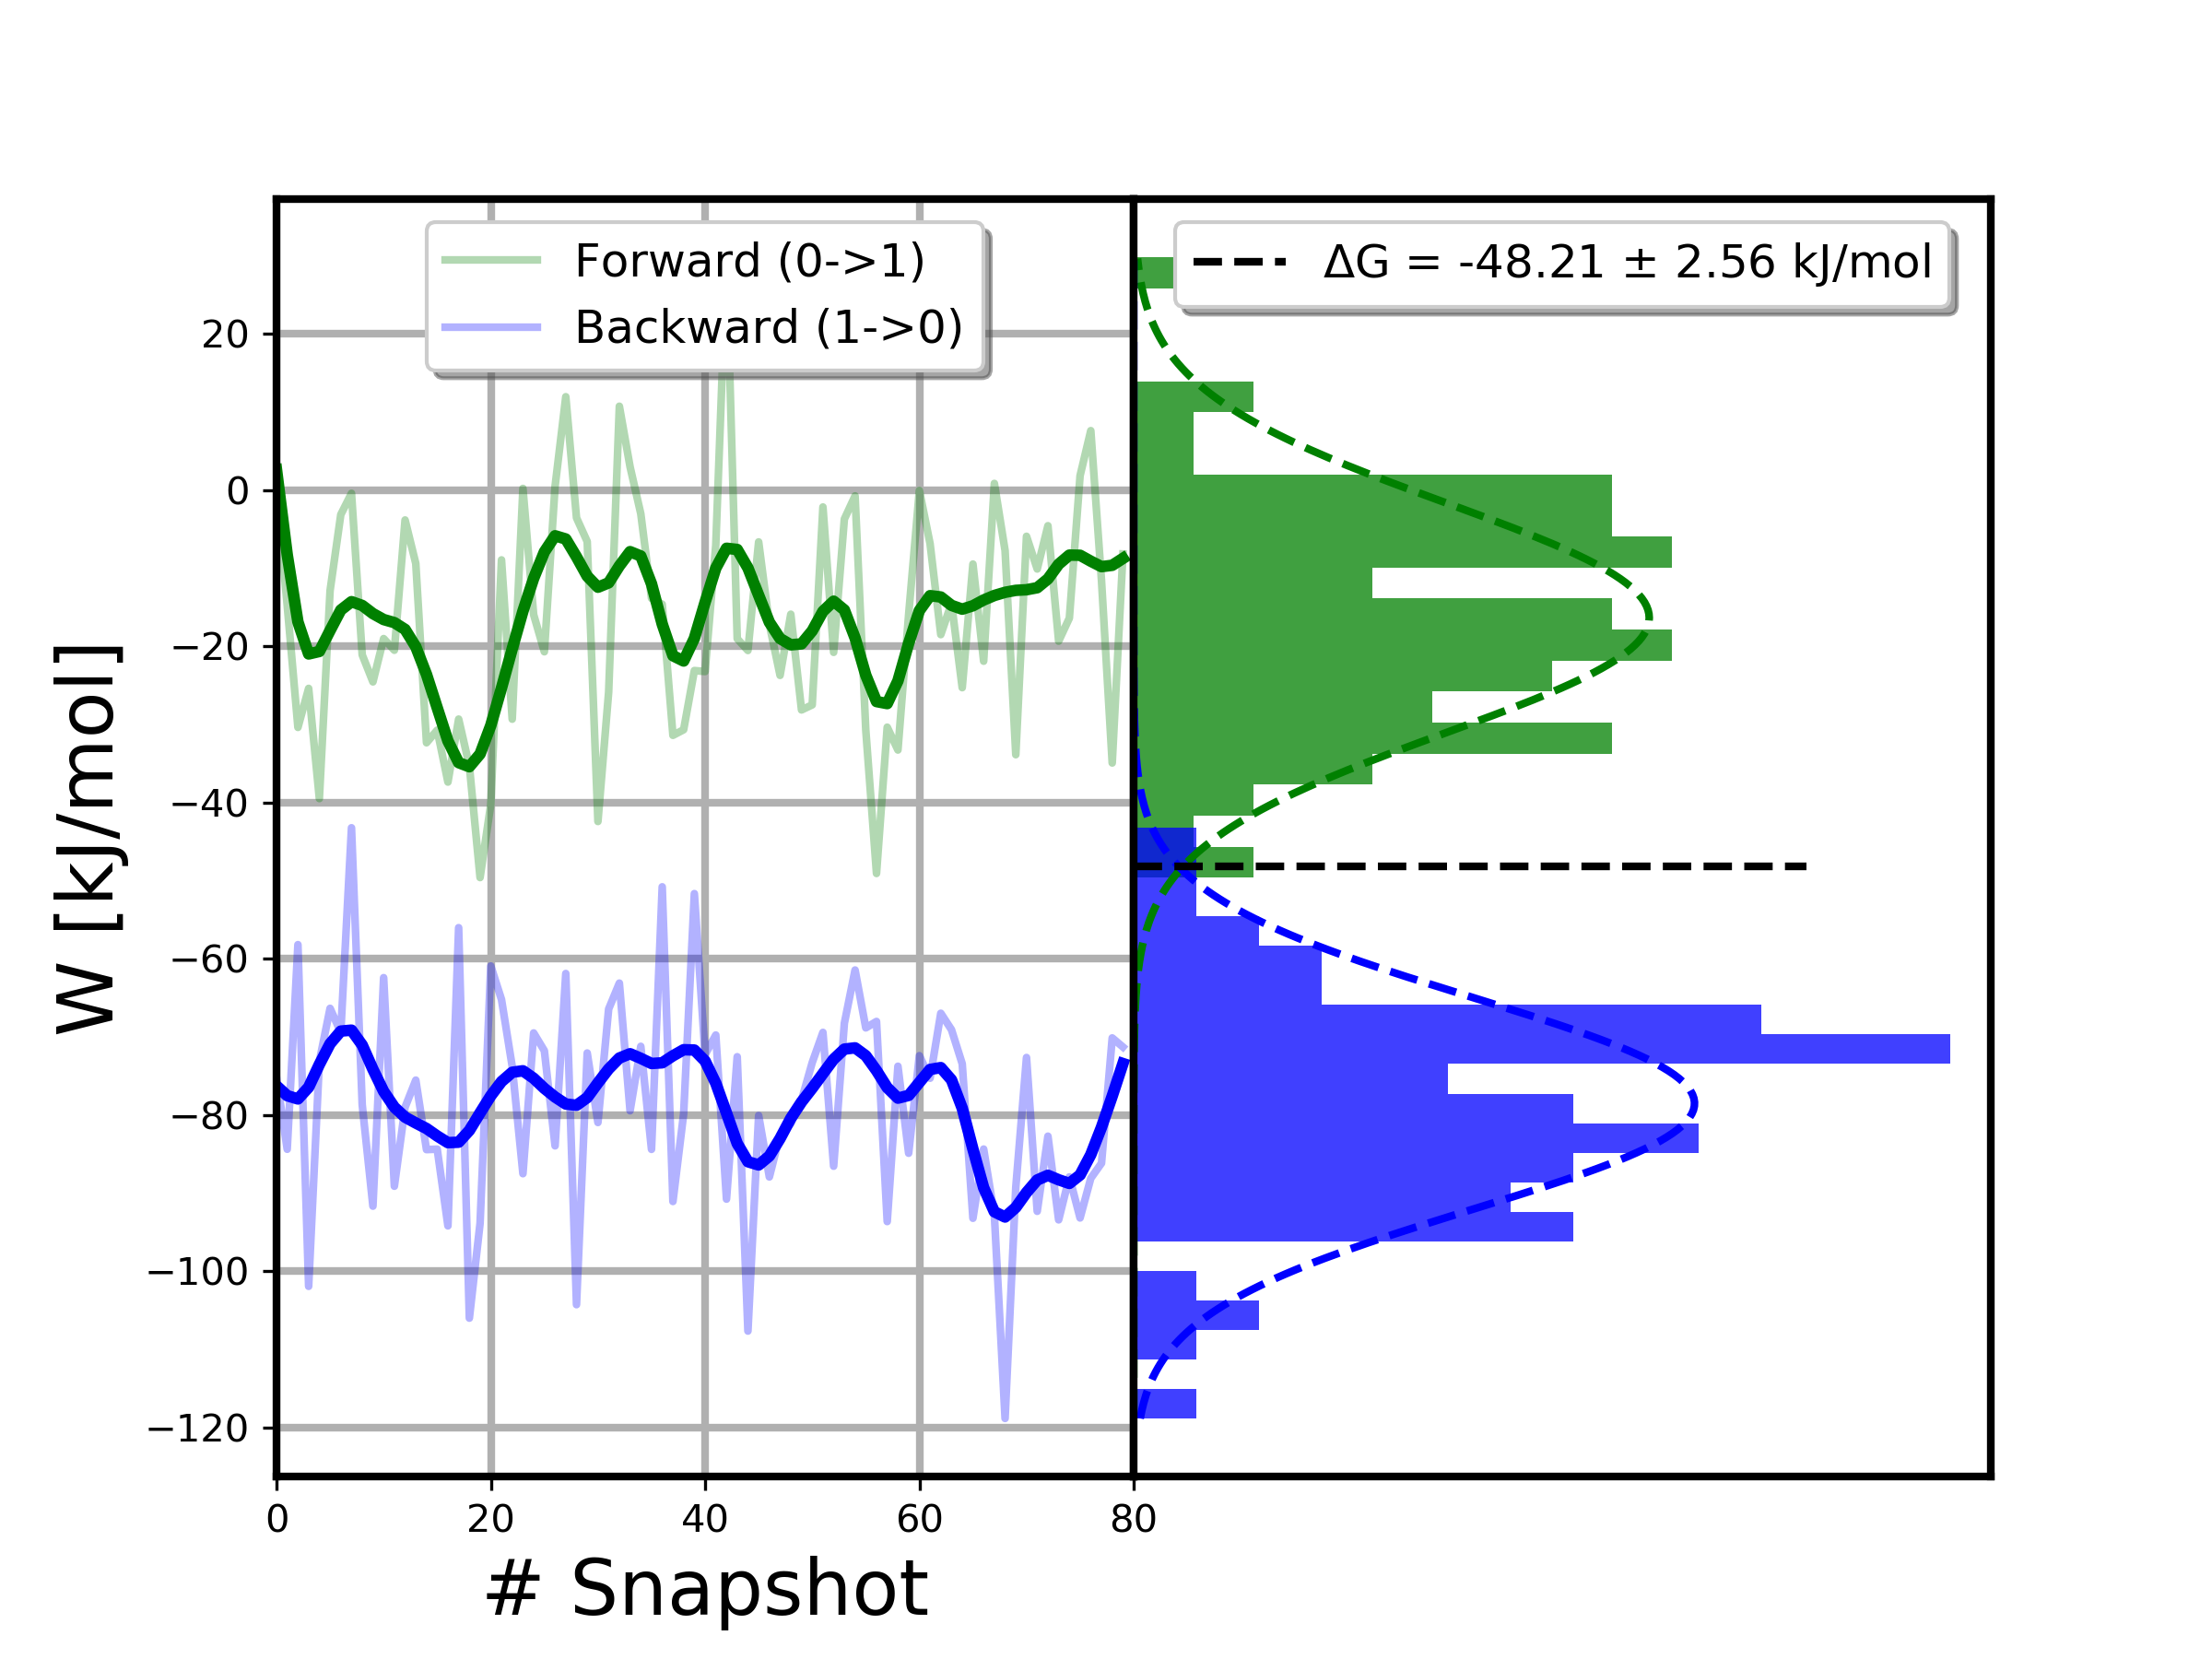 Forward (0->1)
Backward (1->0)
ΔG = -48.21 ± 2.56 kJ/mol
W [kJ/mol]
20
0
−20
−40
−60
−80
−100
−120
0 20 40 60 80
# Snapshot